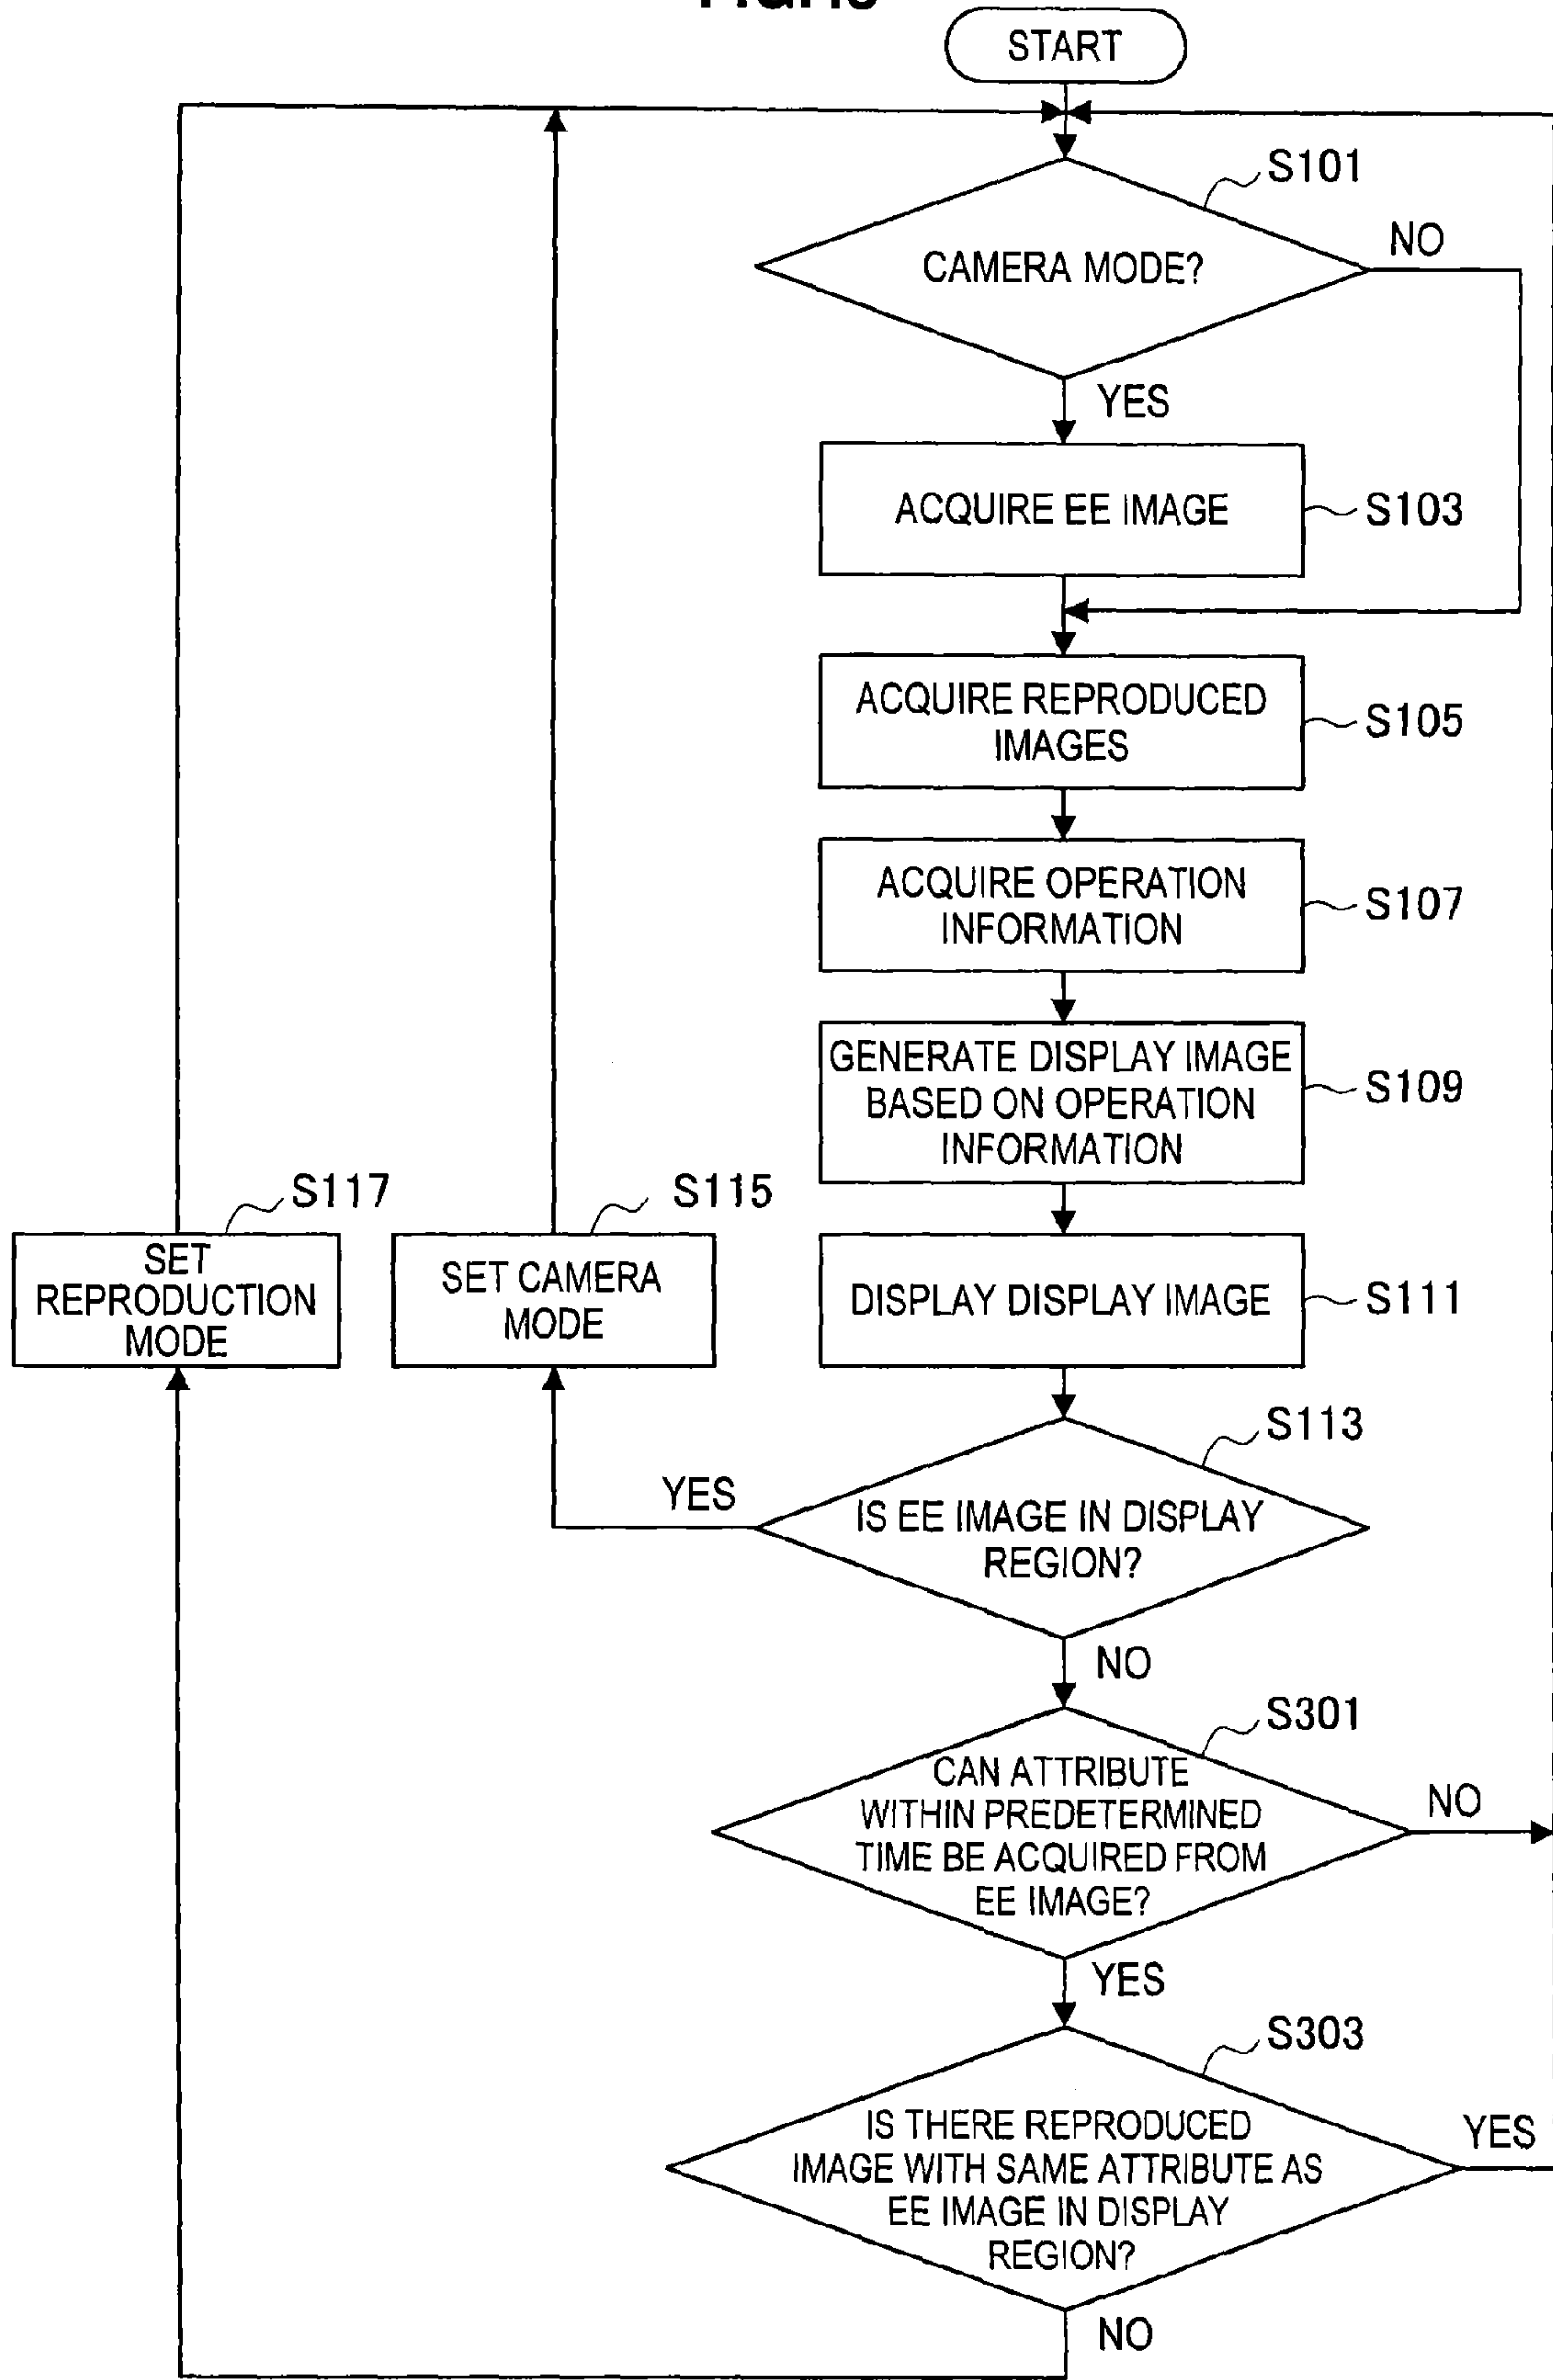 START
S101
CAMERA MODE?
NO
YES
ACQUIRE EE IMAGE
S103
ACQUIRE REPRODUCED
IMAGES
S105
ACQUIRE OPERATION
INFORMATION
S107
GENERATE DISPLAY IMAGE
BASED ON OPERATION
INFORMATION
S109
S117
SET
REPRODUCTION
MODE
S115
SET CAMERA
MODE
DISPLAY DISPLAY IMAGE
S111
S113
YES
IS EE IMAGE IN DISPLAY
REGION?
NO
S301
CAN ATTRIBUTE
WITHIN PREDETERMINED
TIME BE ACQUIRED FROM
EE IMAGE?
NO
YES
S303
IS THERE REPRODUCED
IMAGE WITH SAME ATTRIBUTE AS
EE IMAGE IN DISPLAY
REGION?
YES
NO